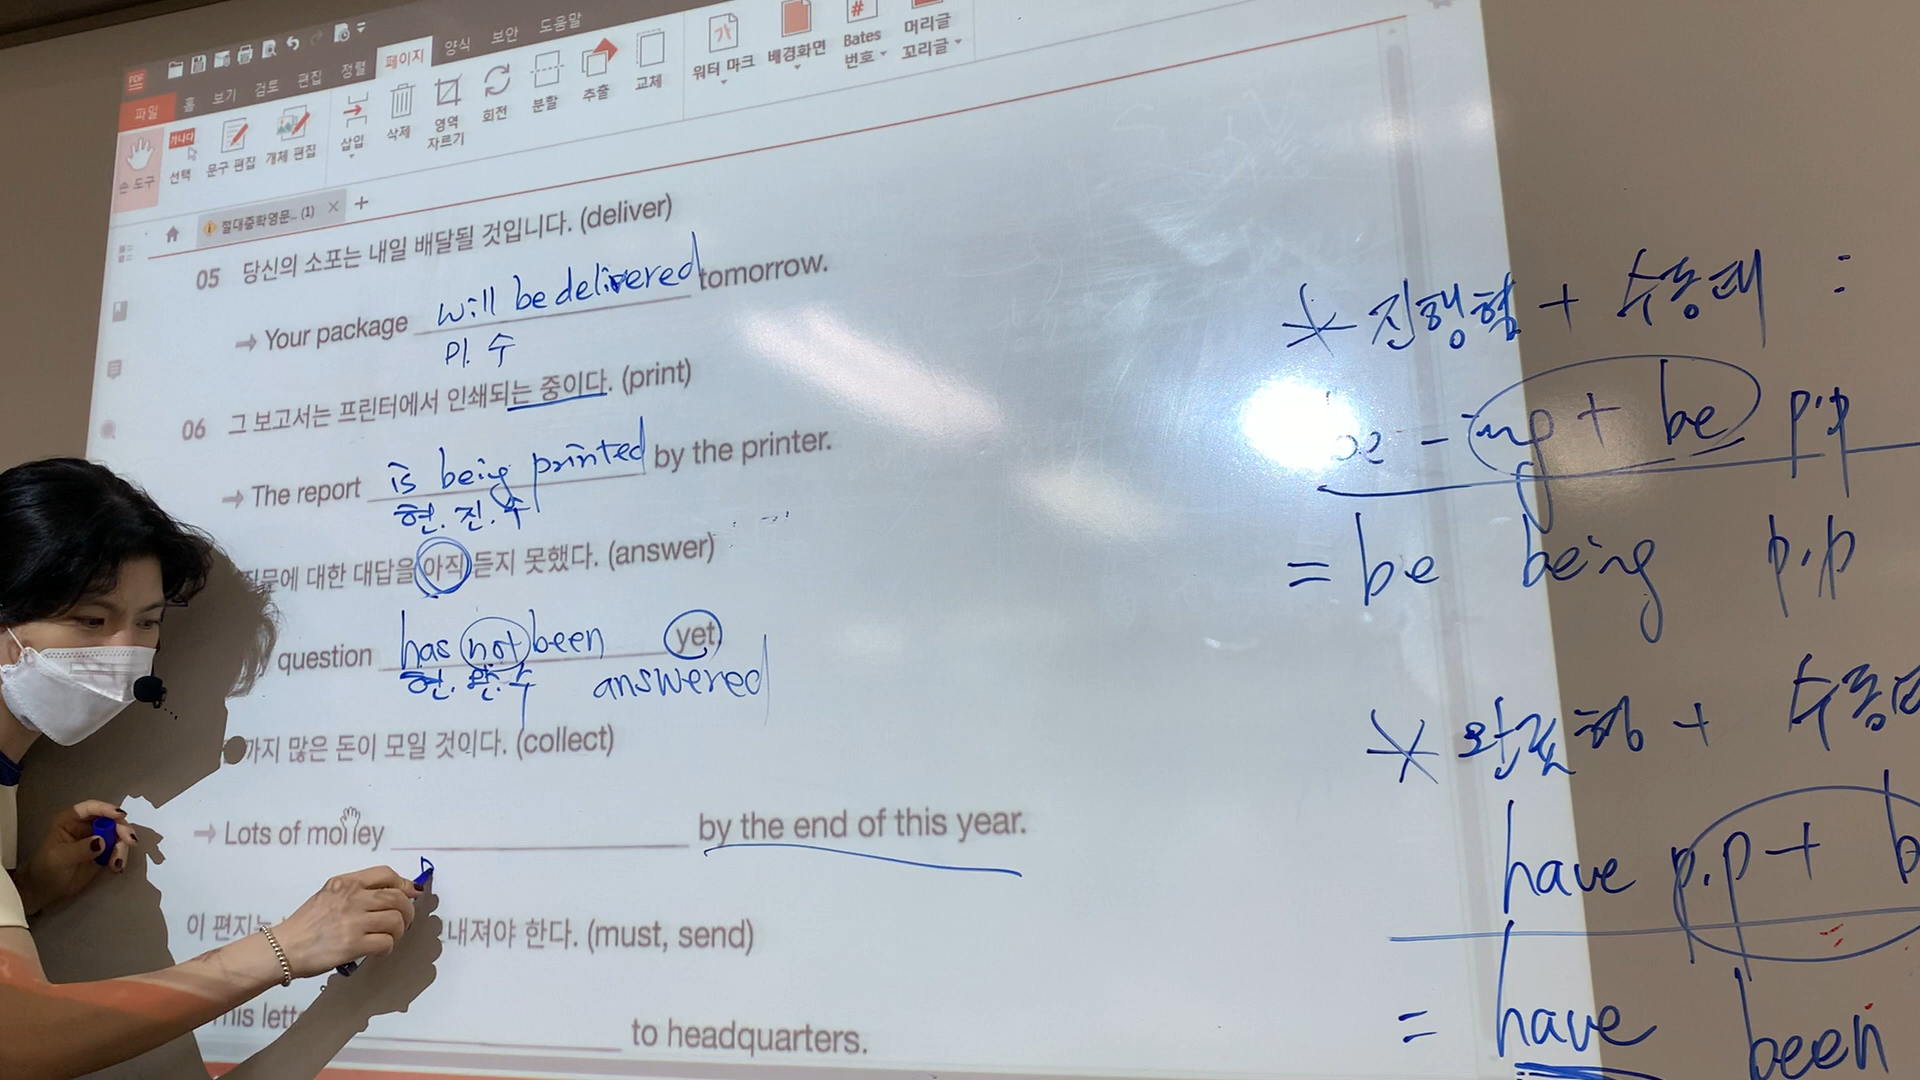 파일 홈 보기 검토 편집 정렬 페이지 양식 보안 도움말
손 도구 선택 문구 편집 개체 편집 삽입 삭제 영역 자르기 회전 분할 추출 교체 워터 마크 배경화면 Bates 번호 머리글 꼬리글
절대중학영문.. (1)
05 당신의 소포는 내일 배달될 것입니다. (deliver)
→ Your package will be delivered tomorrow.
수
06 그 보고서는 프린터에서 인쇄되는 중이다. (print)
→ The report is being printed by the printer.
현. 진. 수
질문에 대한 대답을 아직 듣지 못했다. (answer)
question has not been yet.
현. 완. 수 answered
까지 많은 돈이 모일 것이다. (collect)
→ Lots of money by the end of this year.
이 편지는 내져야 한다. (must, send)
This to headquarters.
* 진행형 + 수동태 :
be -ing + be p.p
= be being p.p
* 완료형 + 수동태
have p.p + b
= have been